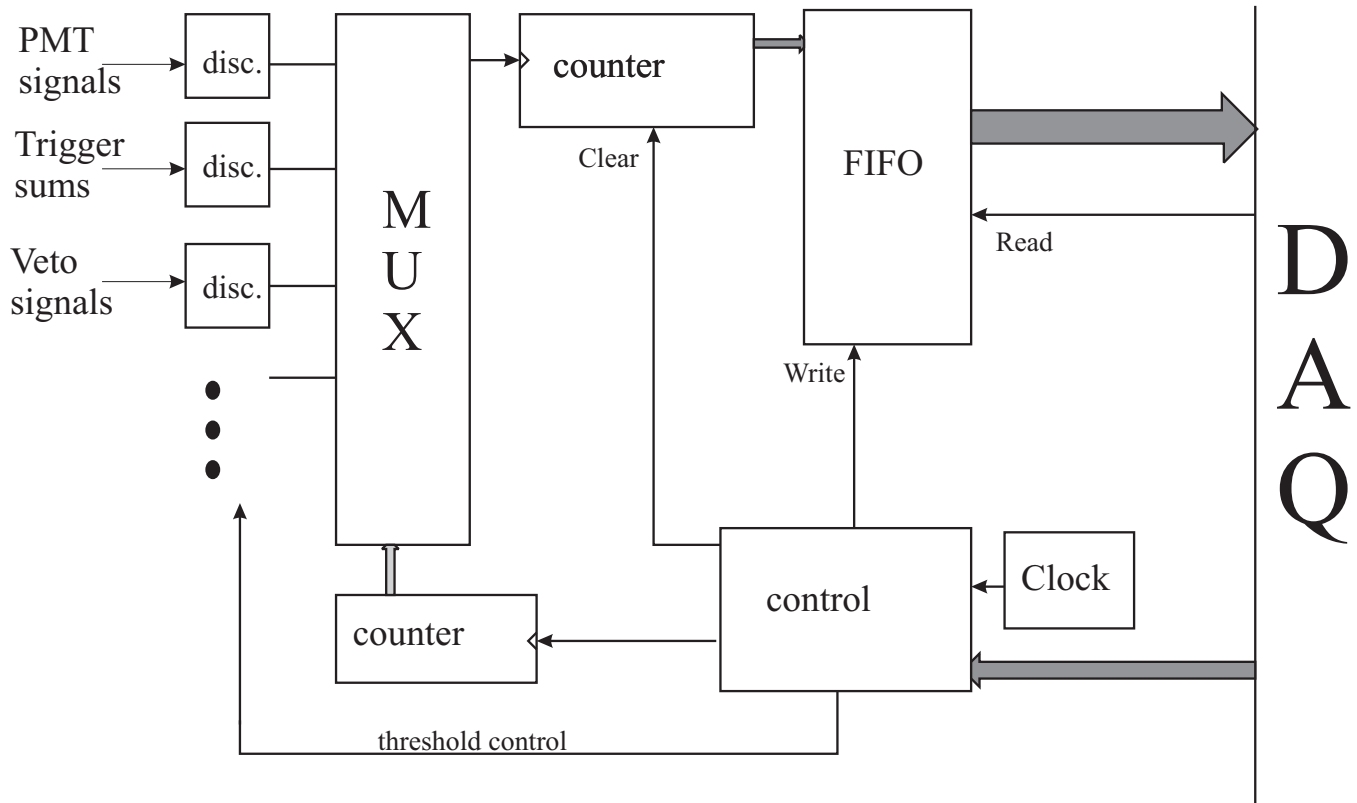 PMT
signals
disc.
Trigger
sums
disc.
Veto
signals
disc.
M
U
X
counter
Clear
FIFO
Read
Write
D
A
Q
control
Clock
counter
threshold control